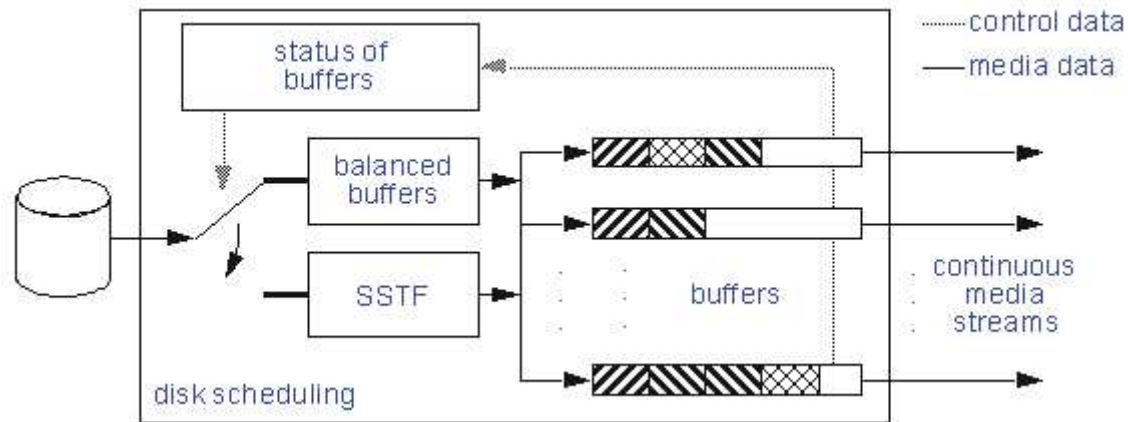 control data
media data
status of
buffers
balanced
buffers
SSTF
buffers
continuous
media
streams
disk scheduling